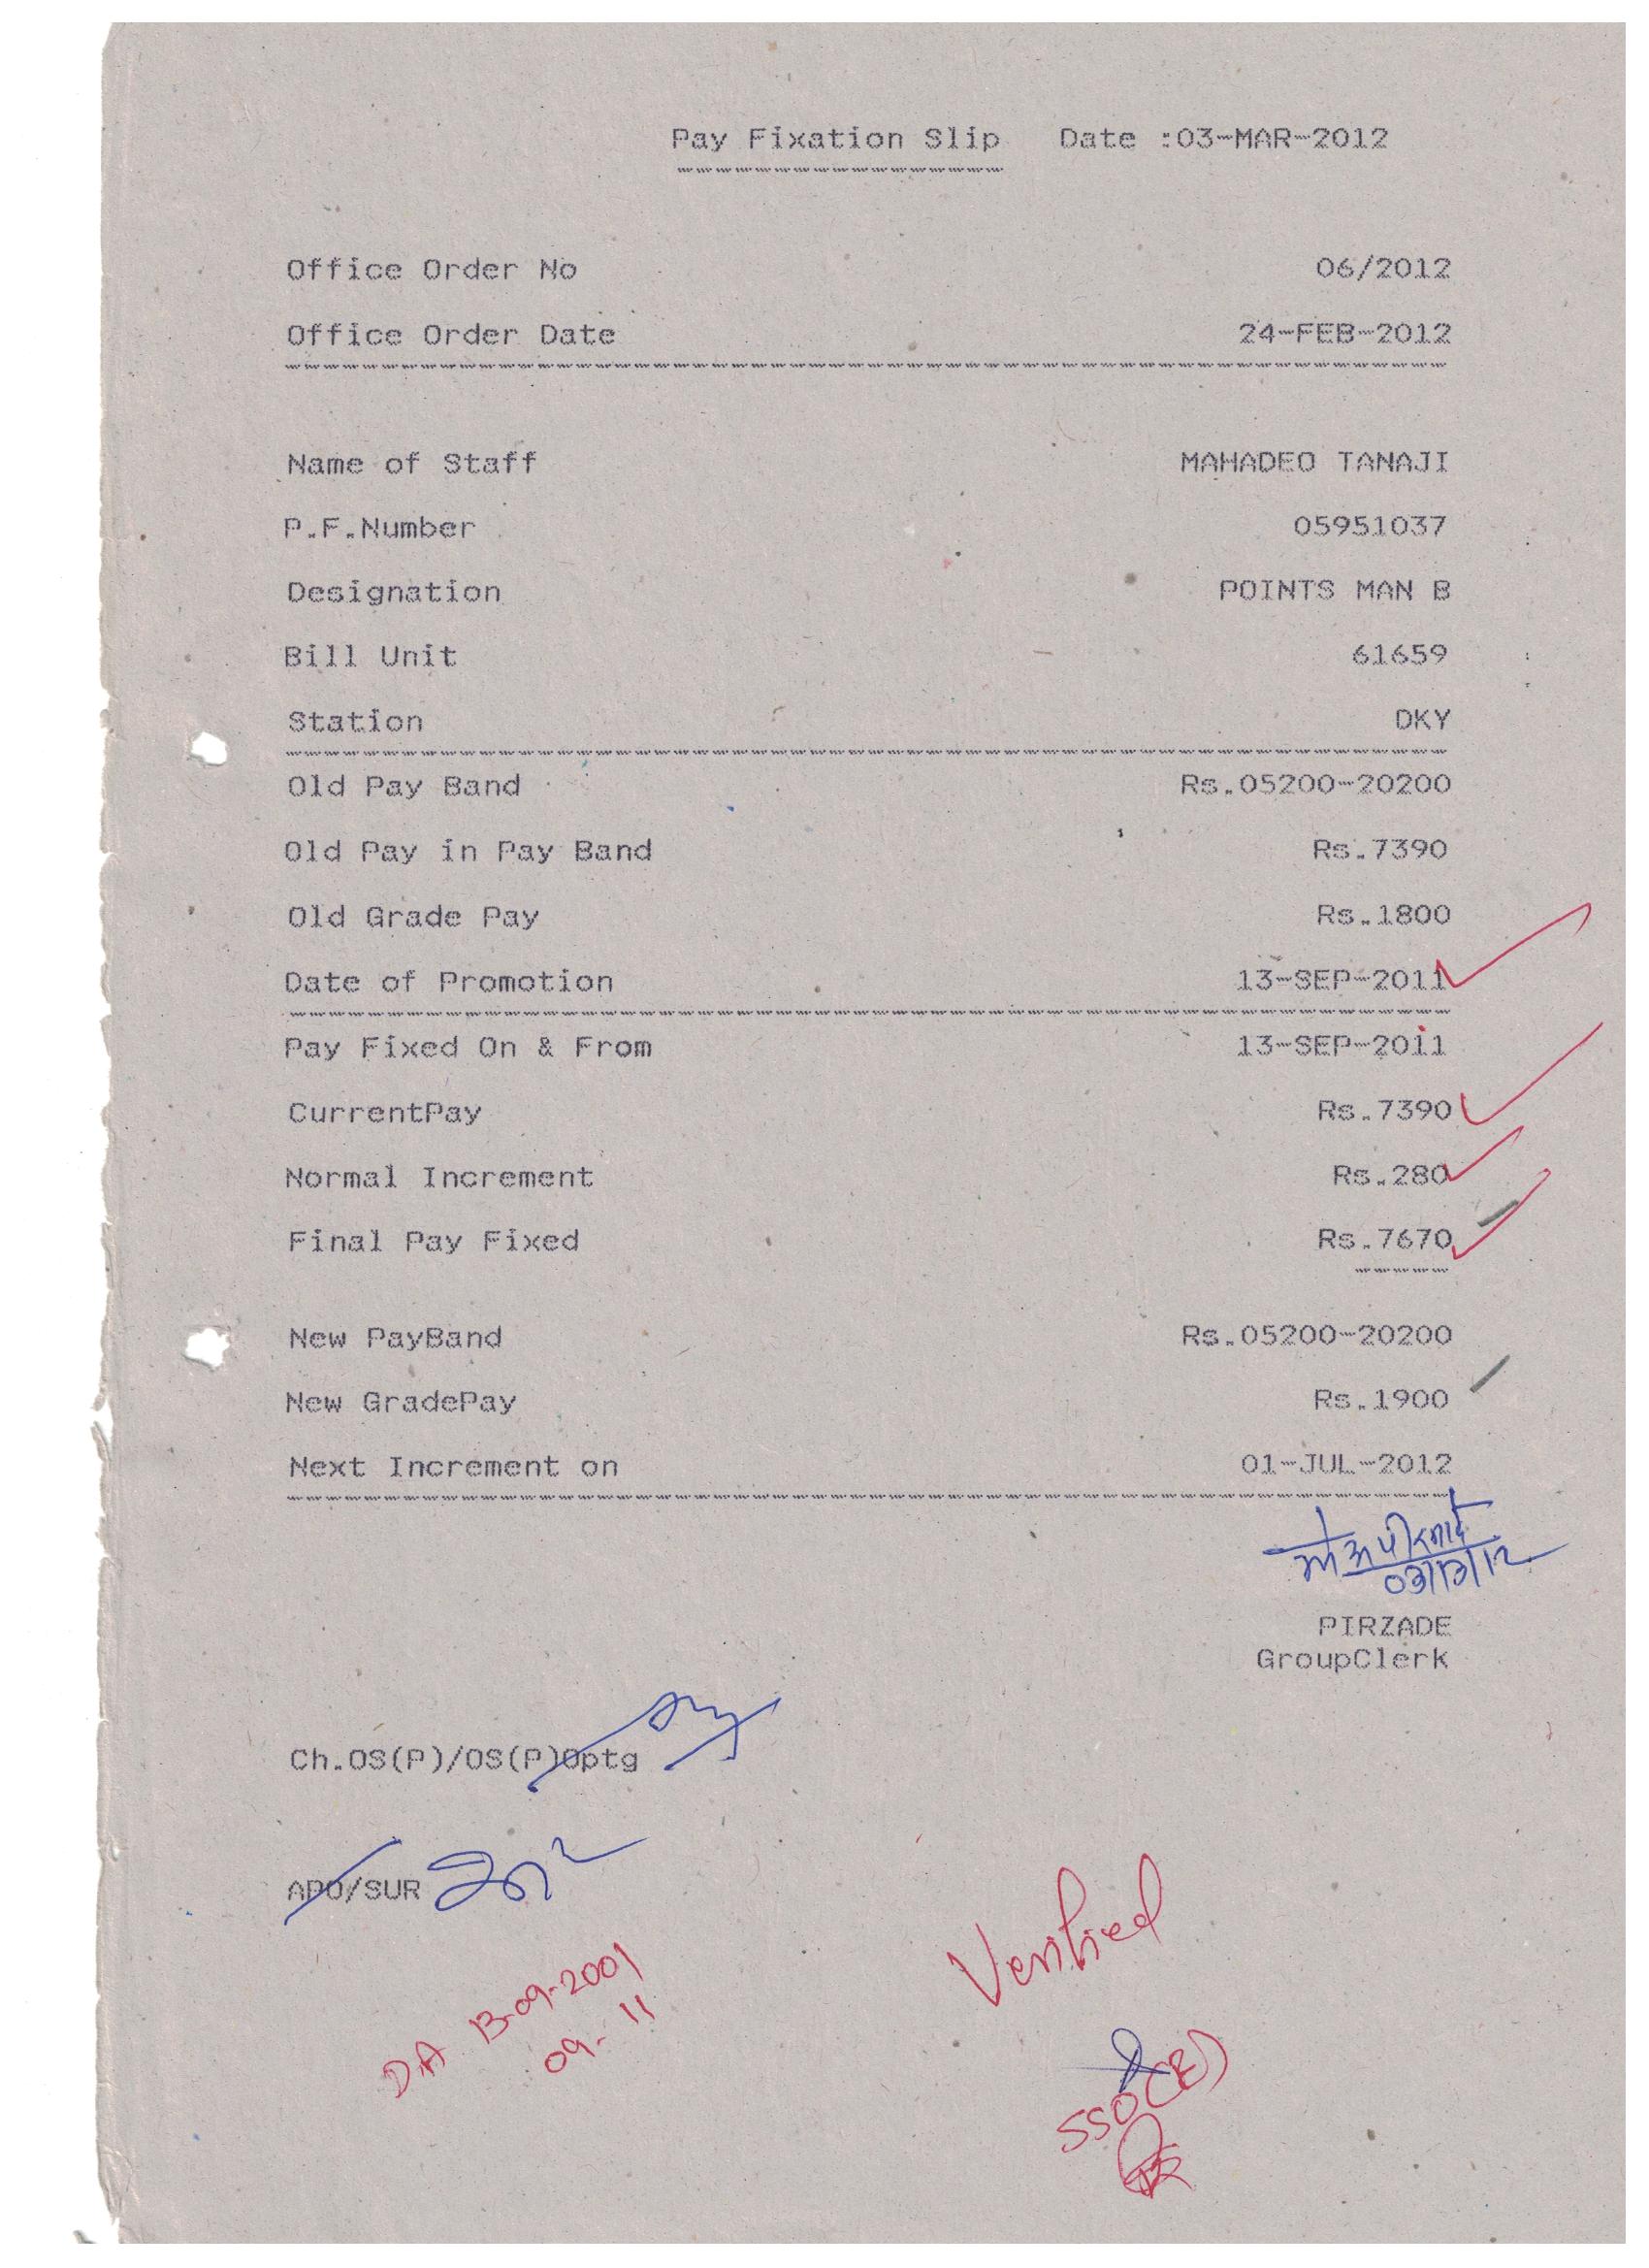 Pay Fixation Slip Date :03-MAR-2012
Office Order No 06/2012
Office Order Date 24-FEB-2012
Name of Staff MAHADEO TANAJI
P.F.Number 05951037
Designation POINTS MAN B
Bill Unit 61659
Station DKY
Old Pay Band Rs.05200-20200
Old Pay in Pay Band Rs.7390
Old Grade Pay Rs.1800
Date of Promotion 13-SEP-2011
Pay Fixed On & From 13-SEP-2011
CurrentPay Rs.7390
Normal Increment Rs.280
Final Pay Fixed Rs.7670
New PayBand Rs.05200-20200
New GradePay Rs.1900
Next Increment on 01-JUL-2012
PIRZADE
GroupClerk
Ch.OS(P)/OS(P)Optg
APO/SUR
Verified
DA 13-09-2001
09-11
SSO(E)